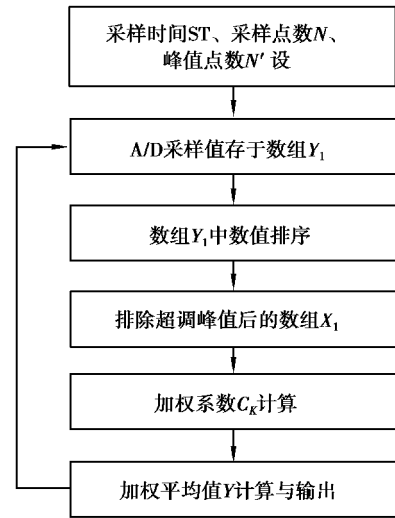 采样时间ST、采样点数N、
峰值点数N′ 设
A/D采样值存于数组Y₁
数组Y₁中数值排序
排除超调峰值后的数组X₁
加权系数C_K计算
加权平均值Y计算与输出